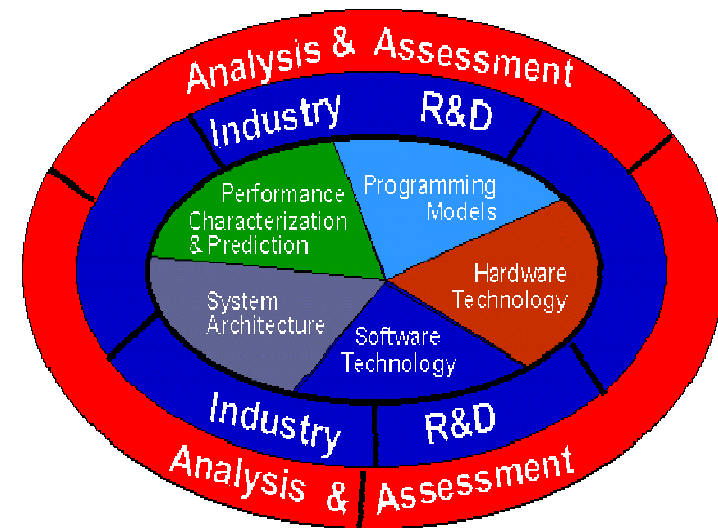 Analysis & Assessment
Industry R&D
Performance
Characterization
& Prediction
Programming
Models
Hardware
Technology
System
Architecture
Software
Technology
Industry R&D
Analysis & Assessment